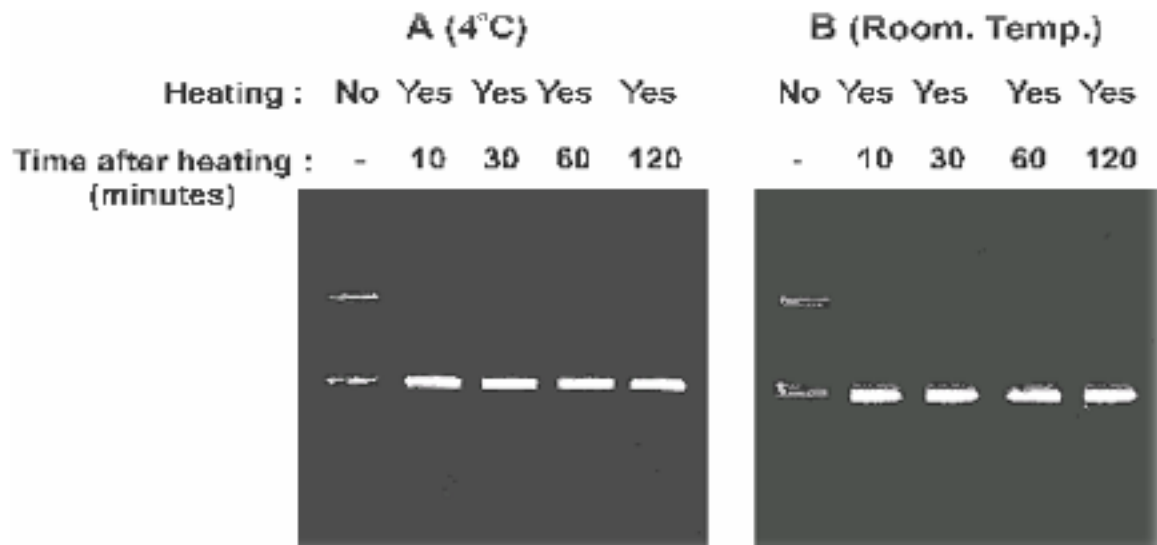 A (4°C) B (Room. Temp.)
Heating : No Yes Yes Yes Yes No Yes Yes Yes Yes
Time after heating : - 10 30 60 120 - 10 30 60 120
(minutes)